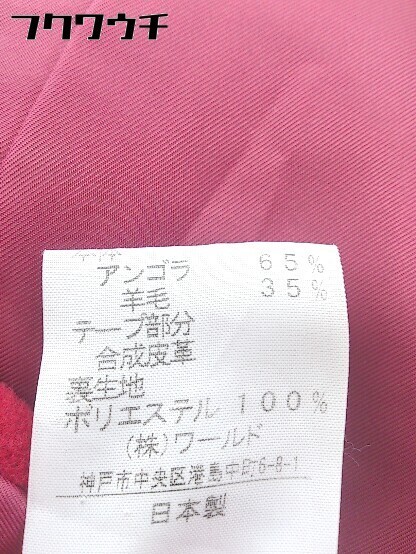 フクワウチ
アンゴラ 65%
羊毛 35%
テープ部分
合成皮革
裏生地
ポリエステル 100%
(株)ワールド
神戸市中央区港島中町6-8-1
日本製